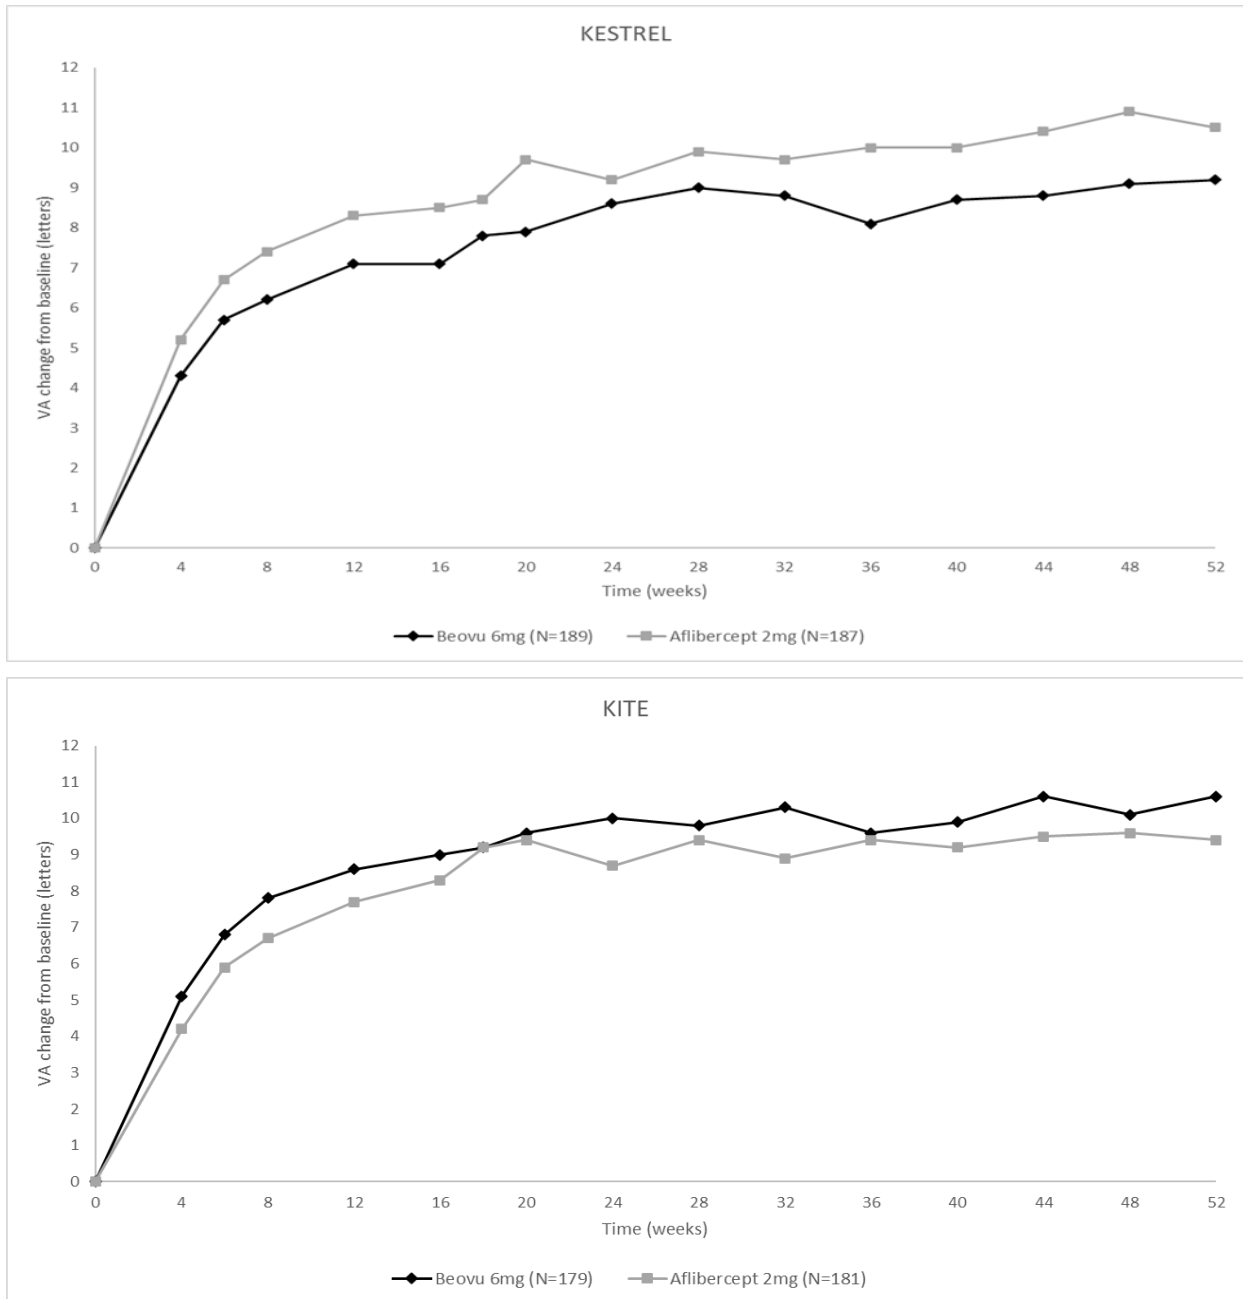 KESTREL
12
11
10
9
8
7
6
5
4
3
2
1
0
VA change from baseline (letters)
0 4 8 12 16 20 24 28 32 36 40 44 48 52
Time (weeks)
Beovu 6mg (N=189) Aflibercept 2mg (N=187)
KITE
12
11
10
9
8
7
6
5
4
3
2
1
0
VA change from baseline (letters)
0 4 8 12 16 20 24 28 32 36 40 44 48 52
Time (weeks)
Beovu 6mg (N=179) Aflibercept 2mg (N=181)